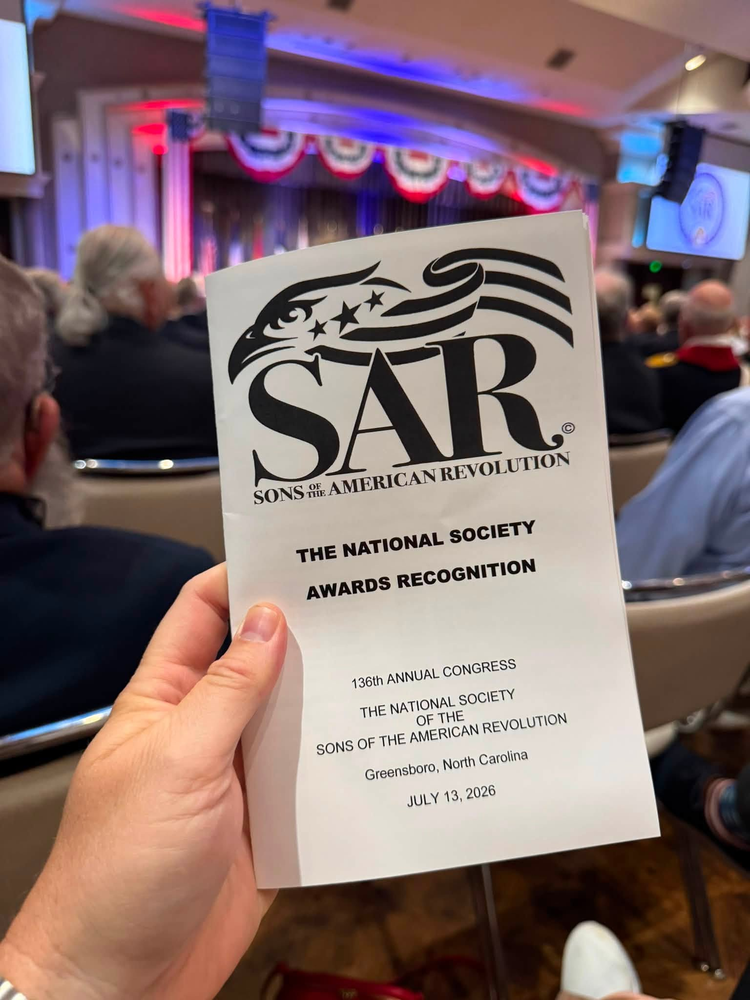 SAR©
SONS OF THE AMERICAN REVOLUTION
THE NATIONAL SOCIETY
AWARDS RECOGNITION
136th ANNUAL CONGRESS
THE NATIONAL SOCIETY
OF THE
SONS OF THE AMERICAN REVOLUTION
Greensboro, North Carolina
JULY 13, 2026